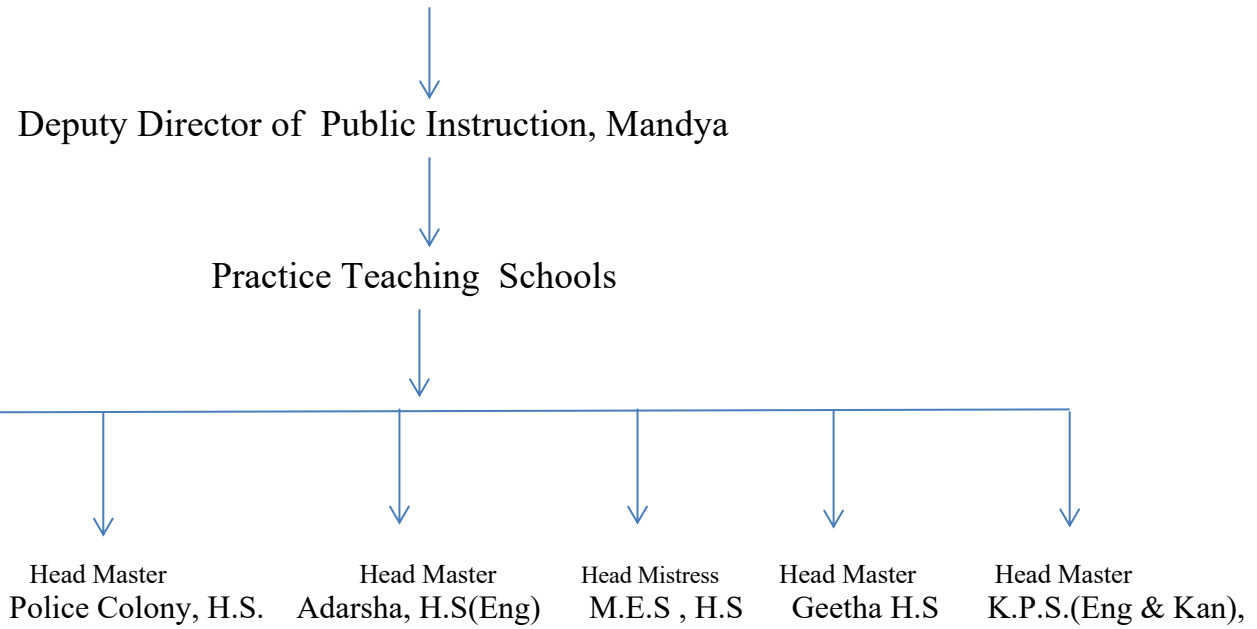 Deputy Director of Public Instruction, Mandya
Practice Teaching Schools
Head Master Head Master Head Mistress Head Master Head Master
Police Colony, H.S. Adarsha, H.S(Eng) M.E.S , H.S Geetha H.S K.P.S.(Eng & Kan),